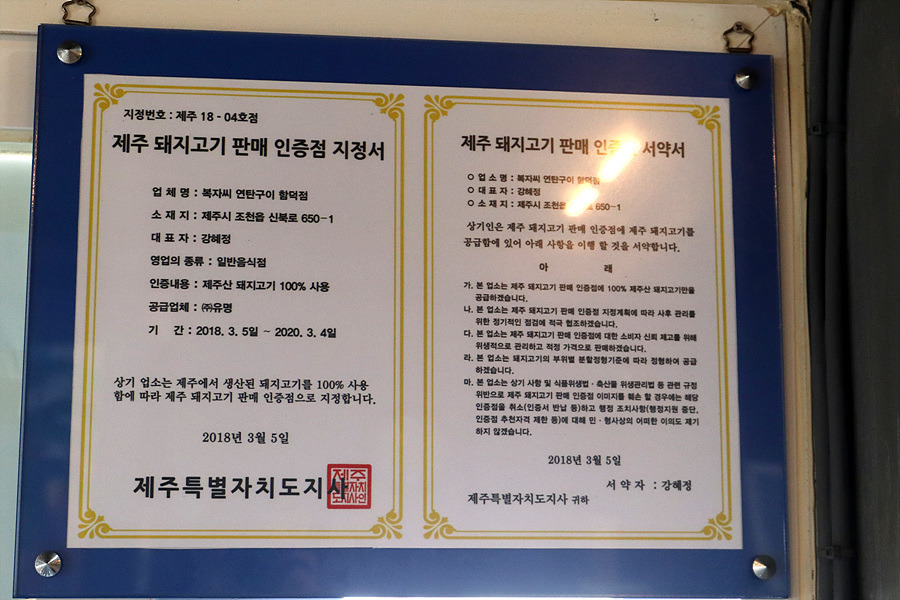 지정번호 : 제주 18 - 04호점
제주 돼지고기 판매 인증점 지정서
업 체 명 : 복자씨 연탄구이 함덕점
소 재 지 : 제주시 조천읍 신북로 650-1
대 표 자 : 강혜정
영업의 종류 : 일반음식점
인증내용 : 제주산 돼지고기 100% 사용
공급업체 : ㈜유명
기 간 : 2018. 3. 5일 ~ 2020. 3. 4일
상기 업소는 제주에서 생산된 돼지고기를 100% 사용
함에 따라 제주 돼지고기 판매 인증점으로 지정합니다.
2018년 3월 5일
제주특별자치도지사
제주 돼지고기 판매 인증 서약서
○ 업 소 명 : 복자씨 연탄구이 함덕점
○ 대 표 자 : 강혜정
○ 소 재 지 : 제주시 조천읍 650-1
상기인은 제주 돼지고기 판매 인증점에 제주 돼지고기를
공급함에 있어 아래 사항을 이행 할 것을 서약합니다.
아 래
가. 본 업소는 제주 돼지고기 판매 인증점에 100% 제주산 돼지고기만을
공급하겠습니다.
나. 본 업소는 제주 돼지고기 판매 인증점 지정계획에 따라 사후 관리를
위한 정기적인 점검에 적극 협조하겠습니다.
다. 본 업소는 제주 돼지고기 판매 인증점에 대한 소비자 신뢰 제고를 위해
위생적으로 관리하고 적정 가격으로 판매하겠습니다.
라. 본 업소는 돼지고기의 부위별 분할정형기준에 따라 정형하여 공급
하겠습니다.
마. 본 업소는 상기 사항 및 식품위생법 · 축산물 위생관리법 등 관련 규정
위반으로 제주 돼지고기 판매 인증점 이미지를 훼손 할 경우에는 해당
인증점을 취소(인증서 반납 등)하고 행정 조치사항(행정지원 중단,
인증점 추천자격 제한 등)에 대해 민 · 형사상의 어떠한 이의도 제기
하지 않겠습니다.
2018년 3월 5일
서 약 자 : 강혜정
제주특별자치도지사 귀하